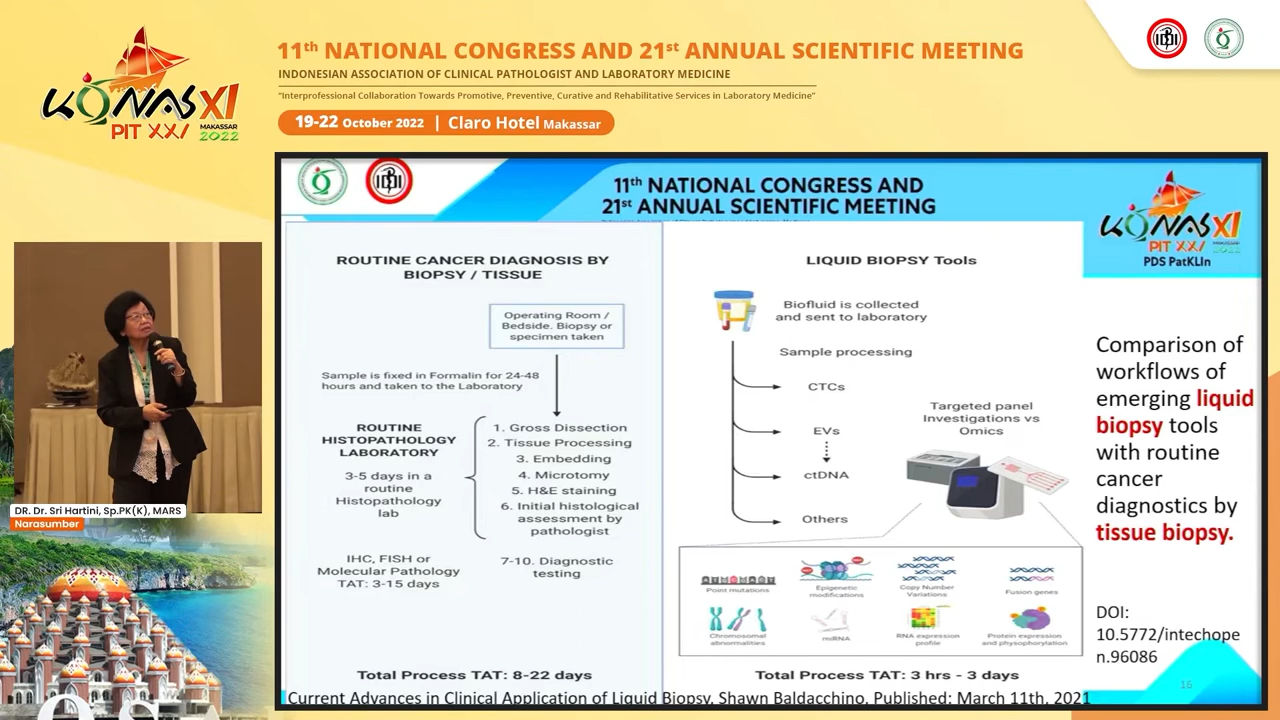 KONAS XI
PIT XXI
MAKASSAR
2022
11th NATIONAL CONGRESS AND 21st ANNUAL SCIENTIFIC MEETING
INDONESIAN ASSOCIATION OF CLINICAL PATHOLOGIST AND LABORATORY MEDICINE
"Interprofessional Collaboration Towards Promotive, Preventive, Curative and Rehabilitative Services in Laboratory Medicine"
19-22 October 2022 | Claro Hotel Makassar
IDI
11th NATIONAL CONGRESS AND
21st ANNUAL SCIENTIFIC MEETING
KONAS XI
PIT XXI
PDS PatKLIn
ROUTINE CANCER DIAGNOSIS BY
BIOPSY / TISSUE
Operating Room /
Bedside. Biopsy or
specimen taken
Sample is fixed in Formalin for 24-48
hours and taken to the Laboratory
ROUTINE
HISTOPATHOLOGY
LABORATORY
3-5 days in a
routine
Histopathology
lab
1. Gross Dissection
2. Tissue Processing
3. Embedding
4. Microtomy
5. H&E staining
6. Initial histological
assessment by
pathologist
IHC, FISH or
Molecular Pathology
TAT: 3-15 days
7-10. Diagnostic
testing
Total Process TAT: 8-22 days
LIQUID BIOPSY Tools
Biofluid is collected
and sent to laboratory
Sample processing
CTCs
EVs
ctDNA
Others
Targeted panel
Investigations vs
Omics
Point mutations
Epigenetic
modifications
Copy Number
Variations
Fusion genes
Chromosomal
abnormalities
miRNA
RNA expression
profile
Protein expression
and physophorylation
Total Process TAT: 3 hrs - 3 days
Comparison of
workflows of
emerging liquid
biopsy tools
with routine
cancer
diagnostics by
tissue biopsy.
DOI:
10.5772/intechope
n.96086
16
Current Advances in Clinical Application of Liquid Biopsy, Shawn Baldacchino, Published: March 11th, 2021
DR. Dr. Sri Hartini, Sp.PK(K), MARS
Narasumber